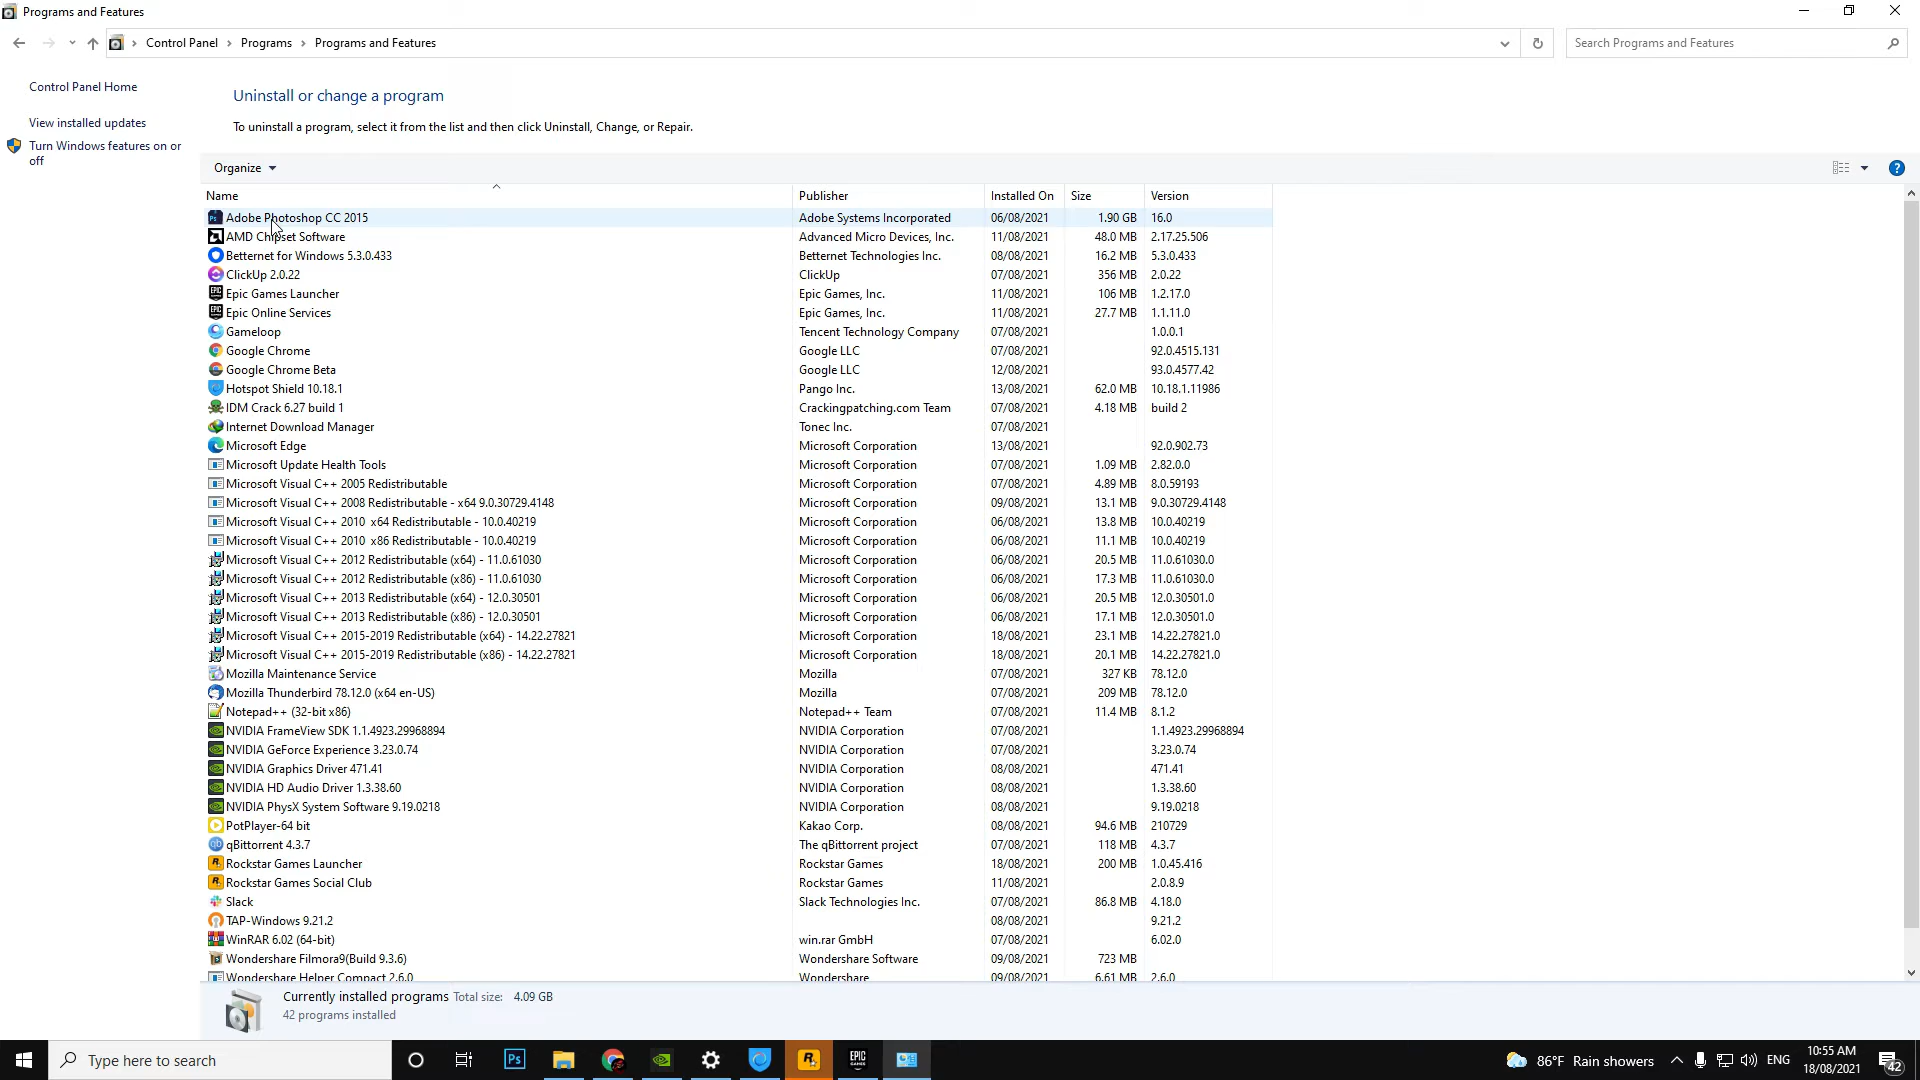 Programs and Features
Control Panel Programs Programs and Features
Search Programs and Features
Control Panel Home
View installed updates
Turn Windows features on or
off
Uninstall or change a program
To uninstall a program, select it from the list and then click Uninstall, Change, or Repair.
Organize
Name Publisher Installed On Size Version
Adobe Photoshop CC 2015 Adobe Systems Incorporated 06/08/2021 1.90 GB 16.0
AMD Chipset Software Advanced Micro Devices, Inc. 11/08/2021 48.0 MB 2.17.25.506
Betternet for Windows 5.3.0.433 Betternet Technologies Inc. 08/08/2021 16.2 MB 5.3.0.433
ClickUp 2.0.22 ClickUp 07/08/2021 356 MB 2.0.22
Epic Games Launcher Epic Games, Inc. 11/08/2021 106 MB 1.2.17.0
Epic Online Services Epic Games, Inc. 11/08/2021 27.7 MB 1.1.11.0
Gameloop Tencent Technology Company 07/08/2021 1.0.0.1
Google Chrome Google LLC 07/08/2021 92.0.4515.131
Google Chrome Beta Google LLC 12/08/2021 93.0.4577.42
Hotspot Shield 10.18.1 Pango Inc. 13/08/2021 62.0 MB 10.18.1.11986
IDM Crack 6.27 build 1 Crackingpatching.com Team 07/08/2021 4.18 MB build 2
Internet Download Manager Tonec Inc. 07/08/2021
Microsoft Edge Microsoft Corporation 13/08/2021 92.0.902.73
Microsoft Update Health Tools Microsoft Corporation 07/08/2021 1.09 MB 2.82.0.0
Microsoft Visual C++ 2005 Redistributable Microsoft Corporation 07/08/2021 4.89 MB 8.0.59193
Microsoft Visual C++ 2008 Redistributable - x64 9.0.30729.4148 Microsoft Corporation 09/08/2021 13.1 MB 9.0.30729.4148
Microsoft Visual C++ 2010 x64 Redistributable - 10.0.40219 Microsoft Corporation 06/08/2021 13.8 MB 10.0.40219
Microsoft Visual C++ 2010 x86 Redistributable - 10.0.40219 Microsoft Corporation 06/08/2021 11.1 MB 10.0.40219
Microsoft Visual C++ 2012 Redistributable (x64) - 11.0.61030 Microsoft Corporation 06/08/2021 20.5 MB 11.0.61030.0
Microsoft Visual C++ 2012 Redistributable (x86) - 11.0.61030 Microsoft Corporation 06/08/2021 17.3 MB 11.0.61030.0
Microsoft Visual C++ 2013 Redistributable (x64) - 12.0.30501 Microsoft Corporation 06/08/2021 20.5 MB 12.0.30501.0
Microsoft Visual C++ 2013 Redistributable (x86) - 12.0.30501 Microsoft Corporation 06/08/2021 17.1 MB 12.0.30501.0
Microsoft Visual C++ 2015-2019 Redistributable (x64) - 14.22.27821 Microsoft Corporation 18/08/2021 23.1 MB 14.22.27821.0
Microsoft Visual C++ 2015-2019 Redistributable (x86) - 14.22.27821 Microsoft Corporation 18/08/2021 20.1 MB 14.22.27821.0
Mozilla Maintenance Service Mozilla 07/08/2021 327 KB 78.12.0
Mozilla Thunderbird 78.12.0 (x64 en-US) Mozilla 07/08/2021 209 MB 78.12.0
Notepad++ (32-bit x86) Notepad++ Team 07/08/2021 11.4 MB 8.1.2
NVIDIA FrameView SDK 1.1.4923.29968894 NVIDIA Corporation 07/08/2021 1.1.4923.29968894
NVIDIA GeForce Experience 3.23.0.74 NVIDIA Corporation 07/08/2021 3.23.0.74
NVIDIA Graphics Driver 471.41 NVIDIA Corporation 08/08/2021 471.41
NVIDIA HD Audio Driver 1.3.38.60 NVIDIA Corporation 08/08/2021 1.3.38.60
NVIDIA PhysX System Software 9.19.0218 NVIDIA Corporation 08/08/2021 9.19.0218
PotPlayer-64 bit Kakao Corp. 08/08/2021 94.6 MB 210729
qBittorrent 4.3.7 The qBittorrent project 07/08/2021 118 MB 4.3.7
Rockstar Games Launcher Rockstar Games 18/08/2021 200 MB 1.0.45.416
Rockstar Games Social Club Rockstar Games 11/08/2021 2.0.8.9
Slack Slack Technologies Inc. 07/08/2021 86.8 MB 4.18.0
TAP-Windows 9.21.2 08/08/2021 9.21.2
WinRAR 6.02 (64-bit) win.rar GmbH 07/08/2021 6.02.0
Wondershare Filmora9(Build 9.3.6) Wondershare Software 09/08/2021 723 MB
Wondershare Helper Compact 2.6.0 Wondershare 09/08/2021 6.61 MB 2.6.0
Currently installed programs Total size: 4.09 GB
42 programs installed
Type here to search
Ps
EPIC
GAMES
86°F Rain showers
ENG
10:55 AM
18/08/2021
42